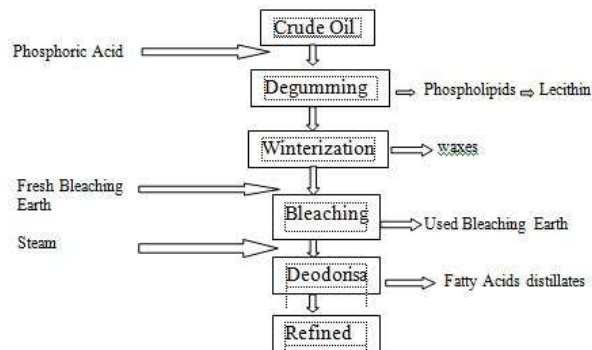 Crude Oil
Phosphoric Acid
Degumming
Phospholipids
Lecithin
Winterization
waxes
Fresh Bleaching
Earth
Bleaching
Used Bleaching Earth
Steam
Deodorisa
Fatty Acids distillates
Refined